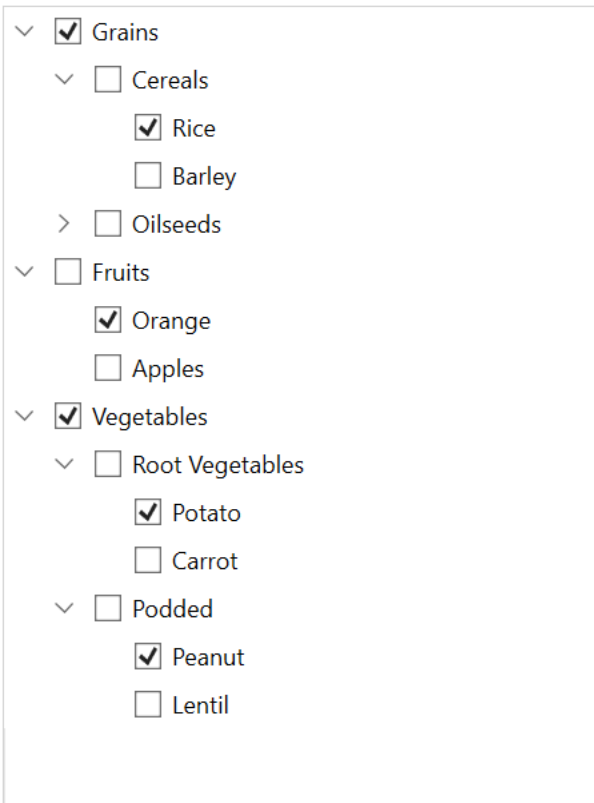 Grains
Cereals
Rice
Barley
Oilseeds
Fruits
Orange
Apples
Vegetables
Root Vegetables
Potato
Carrot
Podded
Peanut
Lentil